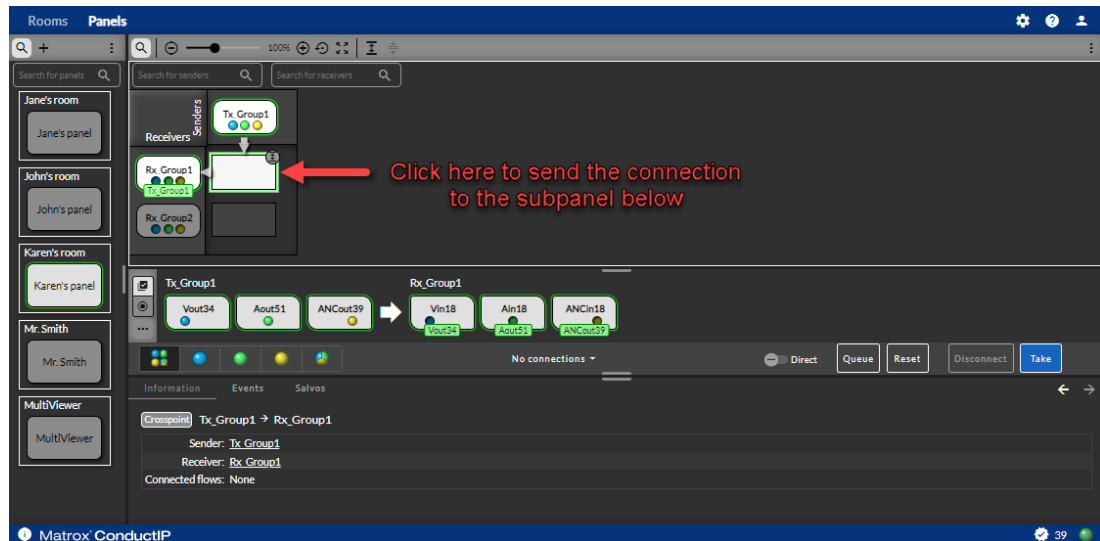 Rooms Panels
Search for panels
Search for senders
Search for receivers
100%
Jane's room
Jane's panel
John's room
John's panel
Karen's room
Karen's panel
Mr. Smith
Mr. Smith
MultiViewer
MultiViewer
Senders
Receivers
Tx_Group1
Rx_Group1
Tx_Group1
Rx_Group2
Click here to send the connection
to the subpanel below
Tx_Group1
Rx_Group1
Vout34
Aout51
ANCout39
Vin18
Vout34
Ain18
Aout51
ANCin18
ANCout39
No connections
Direct
Queue
Reset
Disconnect
Take
Information Events Salvos
Crosspoint Tx_Group1 → Rx_Group1
Sender: Tx_Group1
Receiver: Rx_Group1
Connected flows: None
Matrox® ConductIP
39